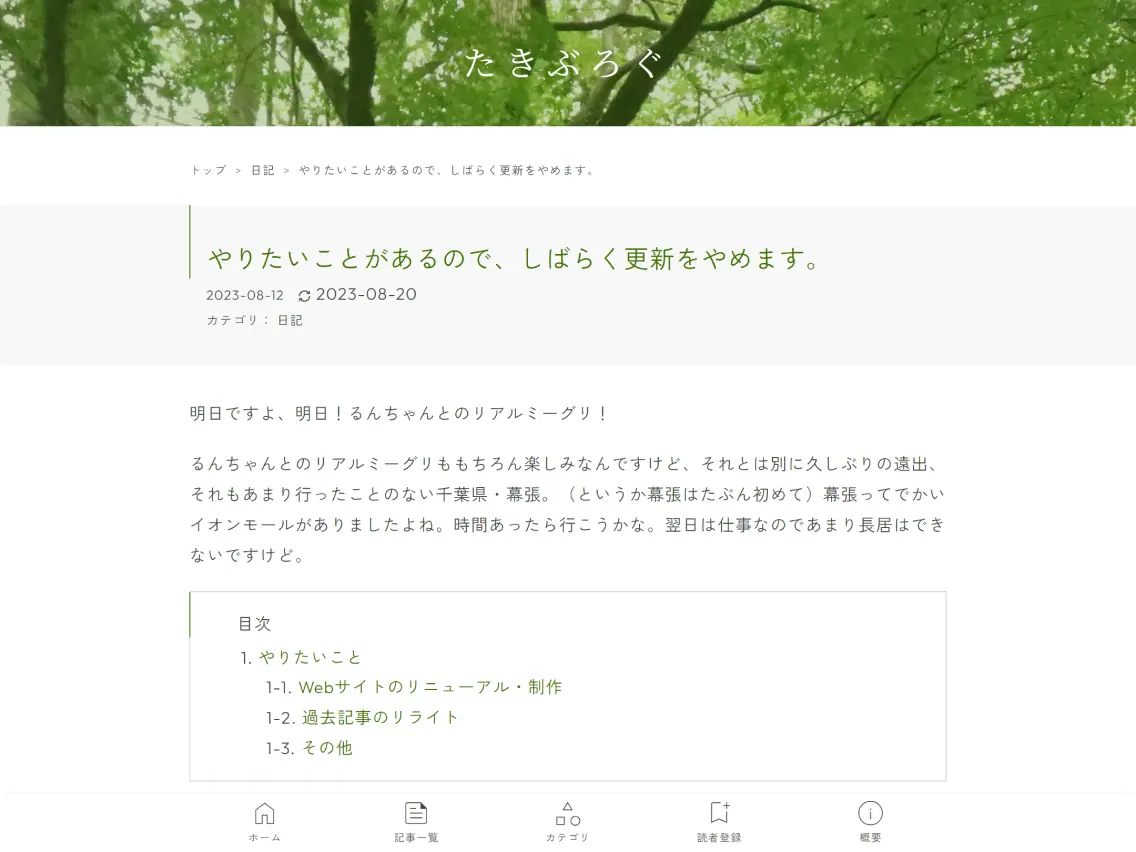 たきぶろぐ
トップ > 日記 > やりたいことがあるので、しばらく更新をやめます。
やりたいことがあるので、しばらく更新をやめます。
2023-08-12 2023-08-20
カテゴリ： 日記
明日ですよ、明日！るんちゃんとのリアルミーグリ！
るんちゃんとのリアルミーグリももちろん楽しみなんですけど、それとは別に久しぶりの遠出、
それもあまり行ったことのない千葉県・幕張。（というか幕張はたぶん初めて）幕張ってでかい
イオンモールがありましたよね。時間あったら行こうかな。翌日は仕事なのであまり長居はでき
ないですけど。
目次
1. やりたいこと
1-1. Webサイトのリニューアル・制作
1-2. 過去記事のリライト
1-3. その他
ホーム 記事一覧 カテゴリ 読者登録 概要